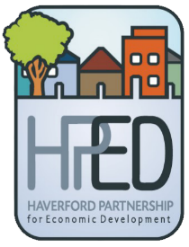 HPED
HAVERFORD PARTNERSHIP
for Economic Development